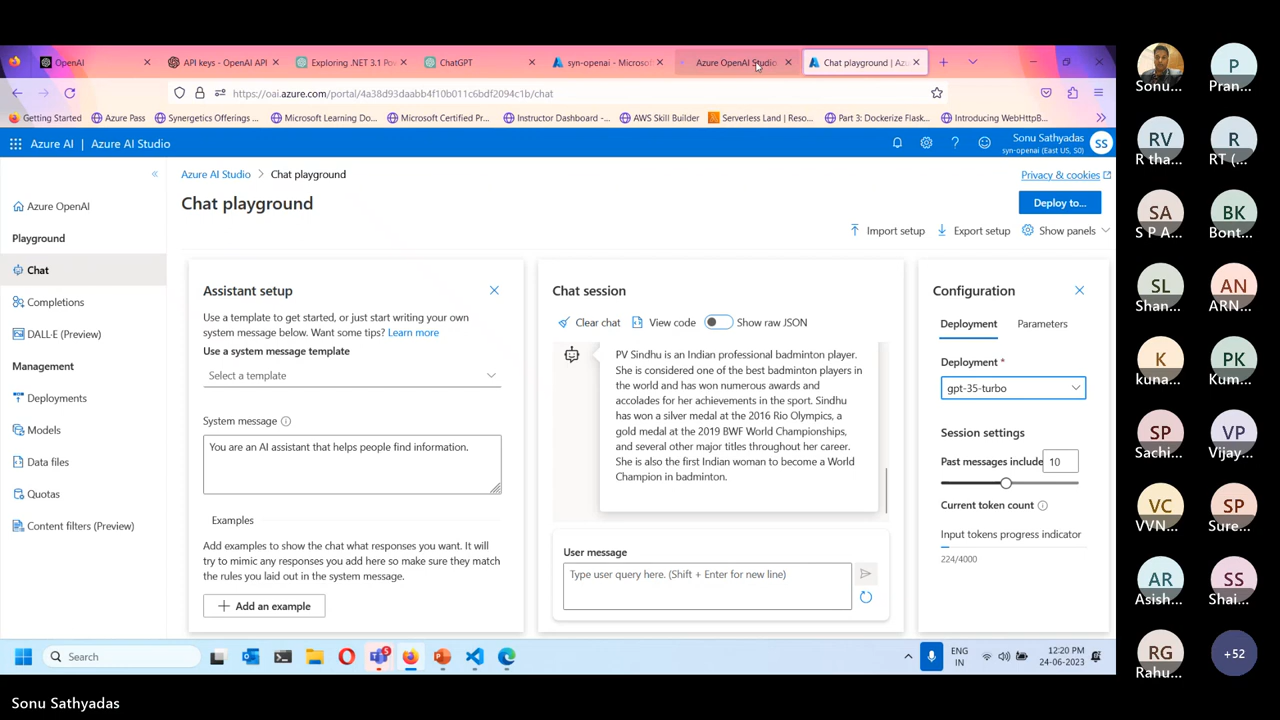 OpenAI
API keys - OpenAI API
Exploring .NET 3.1 Po
ChatGPT
syn-openai - Microso
Azure OpenAI Studio
Chat playground | Az
https://oai.azure.com/portal/4a38d93daabb4f10b011c6bdf2094c1b/chat
Getting Started
Azure Pass
Synergetics Offerings ...
Microsoft Learning Do...
Microsoft Certified Pr...
Instructor Dashboard -...
AWS Skill Builder
Serverless Land | Reso...
Part 3: Dockerize Flask...
Introducing WebHttpB...
Azure AI | Azure AI Studio
Sonu Sathyadas
syn-openai (East US, S0)
SS
Azure AI Studio > Chat playground
Privacy & cookies
Chat playground
Deploy to...
Import setup
Export setup
Show panels
Azure OpenAI
Playground
Chat
Completions
DALL·E (Preview)
Management
Deployments
Models
Data files
Quotas
Content filters (Preview)
Assistant setup
Use a template to get started, or just start writing your own
system message below. Want some tips? Learn more
Use a system message template
Select a template
System message
You are an AI assistant that helps people find information.
Examples
Add examples to show the chat what responses you want. It will
try to mimic any responses you add here so make sure they match
the rules you laid out in the system message.
Add an example
Chat session
Clear chat
View code
Show raw JSON
PV Sindhu is an Indian professional badminton player.
She is considered one of the best badminton players in
the world and has won numerous awards and
accolades for her achievements in the sport. Sindhu
has won a silver medal at the 2016 Rio Olympics, a
gold medal at the 2019 BWF World Championships,
and several other major titles throughout her career.
She is also the first Indian woman to become a World
Champion in badminton.
User message
Type user query here. (Shift + Enter for new line)
Configuration
Deployment
Parameters
Deployment *
gpt-35-turbo
Session settings
Past messages include
10
Current token count
Input tokens progress indicator
224/4000
Search
5
ENG
IN
12:20 PM
24-06-2023
Sonu...
P
Pran...
RV
R tha...
R
RT (...
SA
S P A...
BK
Bont...
SL
Shan...
AN
ARN...
K
kuna...
PK
Kum...
SP
Sachi...
VP
Vijay...
VC
VVN...
SP
Sure...
AR
Asish...
SS
Shai...
RG
Rahu...
+52
Sonu Sathyadas